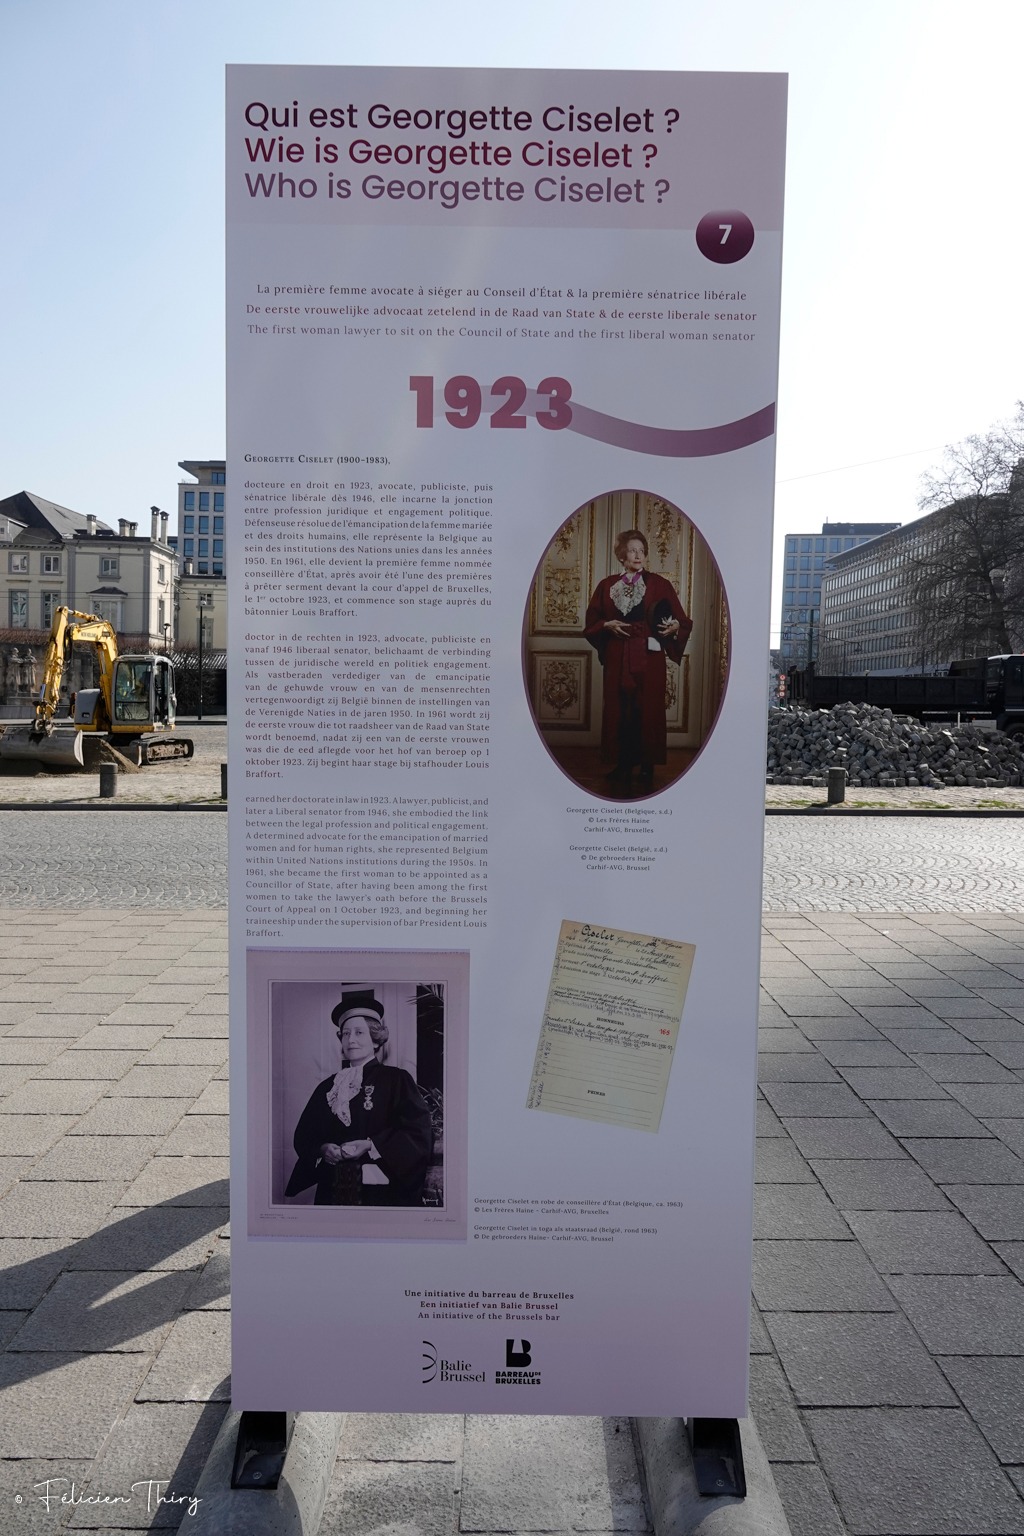 Qui est Georgette Ciselet ?
Wie is Georgette Ciselet ?
Who is Georgette Ciselet ?
7
La première femme avocate à siéger au Conseil d'État & la première sénatrice libérale
De eerste vrouwelijke advocaat zetelend in de Raad van State & de eerste liberale senator
The first woman lawyer to sit on the Council of State and the first liberal woman senator
1923
Georgette Ciselet (1900-1983),
docteure en droit en 1923, avocate, publiciste, puis
sénatrice libérale dès 1946, elle incarne la jonction
entre profession juridique et engagement politique.
Défenseuse résolue de l'émancipation de la femme mariée
et des droits humains, elle représente la Belgique au
sein des institutions des Nations unies dans les années
1950. En 1961, elle devient la première femme nommée
conseillère d'État, après avoir été l'une des premières
à prêter serment devant la cour d'appel de Bruxelles,
le 1er octobre 1923, et commence son stage auprès du
bâtonnier Louis Braffort.
doctor in de rechten in 1923, advocate, publiciste en
vanaf 1946 liberaal senator, belichaamt de verbinding
tussen de juridische wereld en politiek engagement.
Als vastberaden verdediger van de emancipatie
van de gehuwde vrouw en van de mensenrechten
vertegenwoordigt zij België binnen de instellingen van
de Verenigde Naties in de jaren 1950. In 1961 wordt zij
de eerste vrouw die tot raadsheer van de Raad van State
wordt benoemd, nadat zij een van de eerste vrouwen
was die de eed aflegde voor het hof van beroep op 1
oktober 1923. Zij begint haar stage bij stafhouder Louis
Braffort.
earned her doctorate in law in 1923. A lawyer, publicist, and
later a Liberal senator from 1946, she embodied the link
between the legal profession and political engagement.
A determined advocate for the emancipation of married
women and for human rights, she represented Belgium
within United Nations institutions during the 1950s. In
1961, she became the first woman to be appointed as a
Councillor of State, after having been among the first
women to take the lawyer's oath before the Brussels
Court of Appeal on 1 October 1923, and beginning her
traineeship under the supervision of bar President Louis
Braffort.
Georgette Ciselet (Belgique, s.d.)
© Les Frères Haine
Carhif-AVG, Bruxelles
Georgette Ciselet (België, s.d.)
© De gebroeders Haine
Carhif-AVG, Brussel
Ciselet Georgette
169
PRIMES
Georgette Ciselet en robe de conseillère d'État (Belgique, ca. 1963)
© Les Frères Haine - Carhif-AVG, Bruxelles
Georgette Ciselet in toga als staatsraad (België, rond 1963)
© De gebroeders Haine- Carhif-AVG, Brussel
Une initiative du barreau de Bruxelles
Een initiatief van Balie Brussel
An initiative of the Brussels bar
Balie
Brussel
BARREAU DE
BRUXELLES
© Félicien Thiry